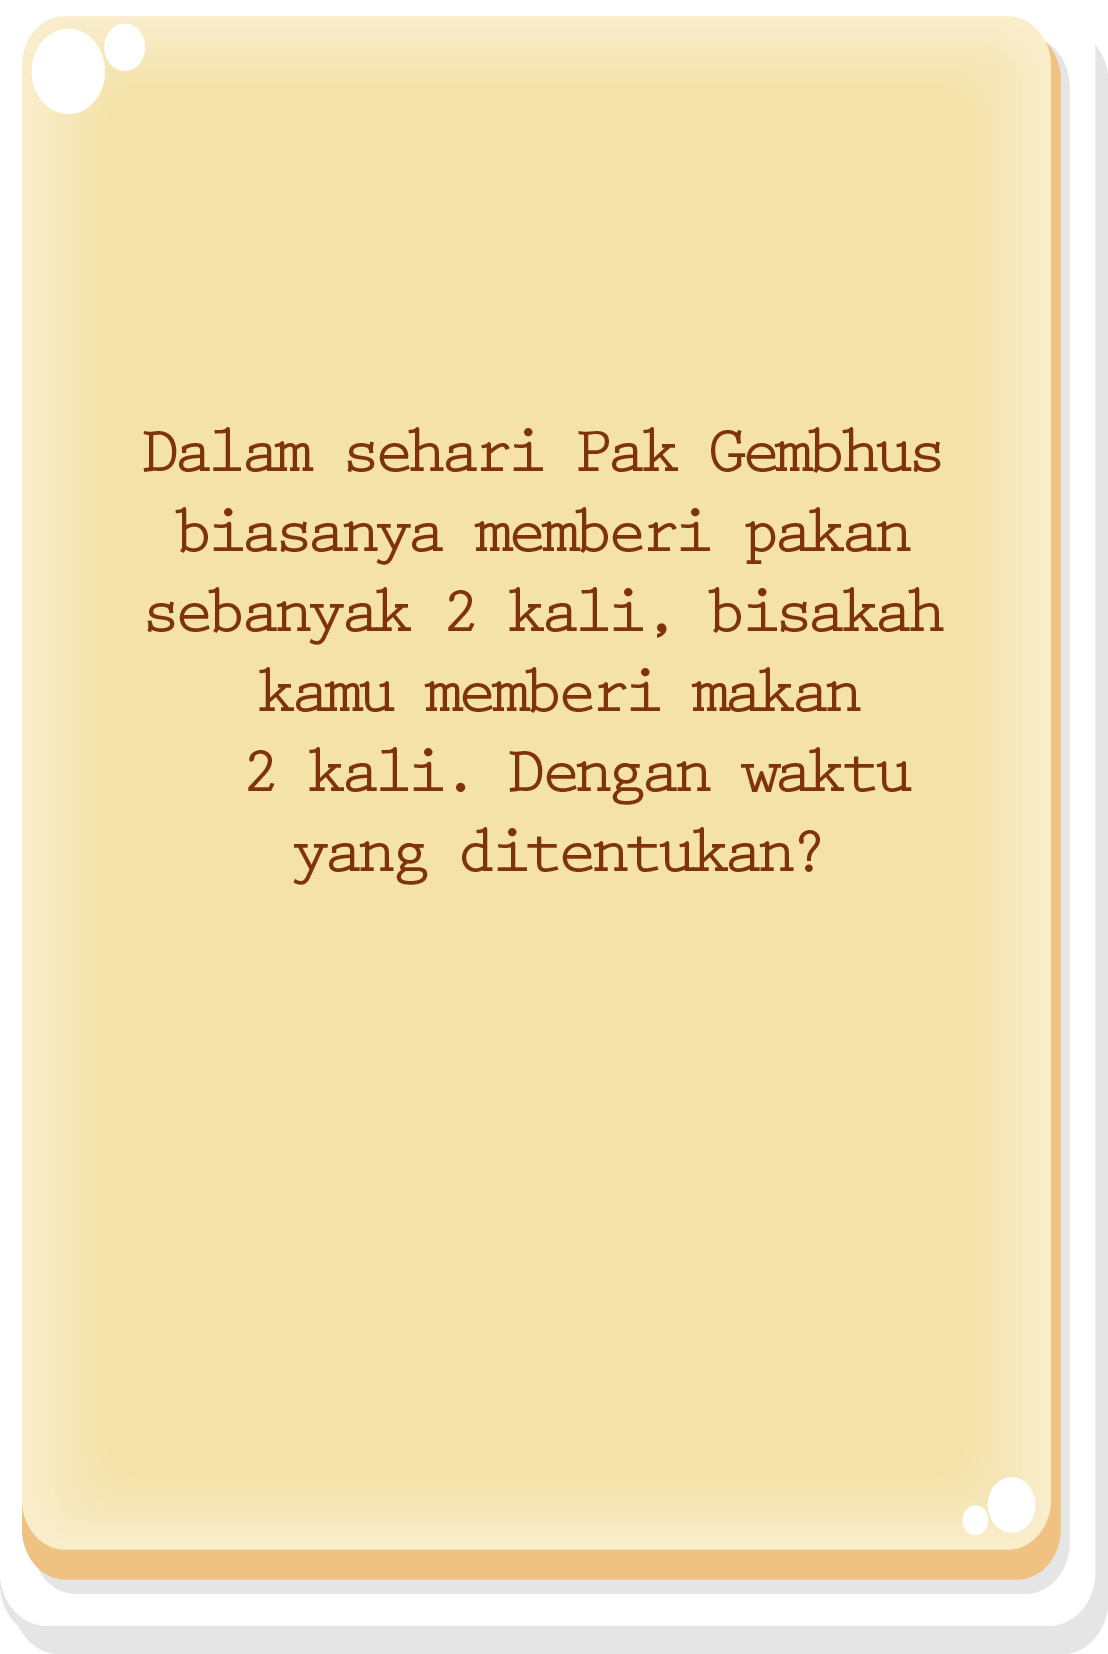 Dalam sehari Pak Gembhus
biasanya memberi pakan
sebanyak 2 kali, bisakah
kamu memberi makan
2 kali. Dengan waktu
yang ditentukan?